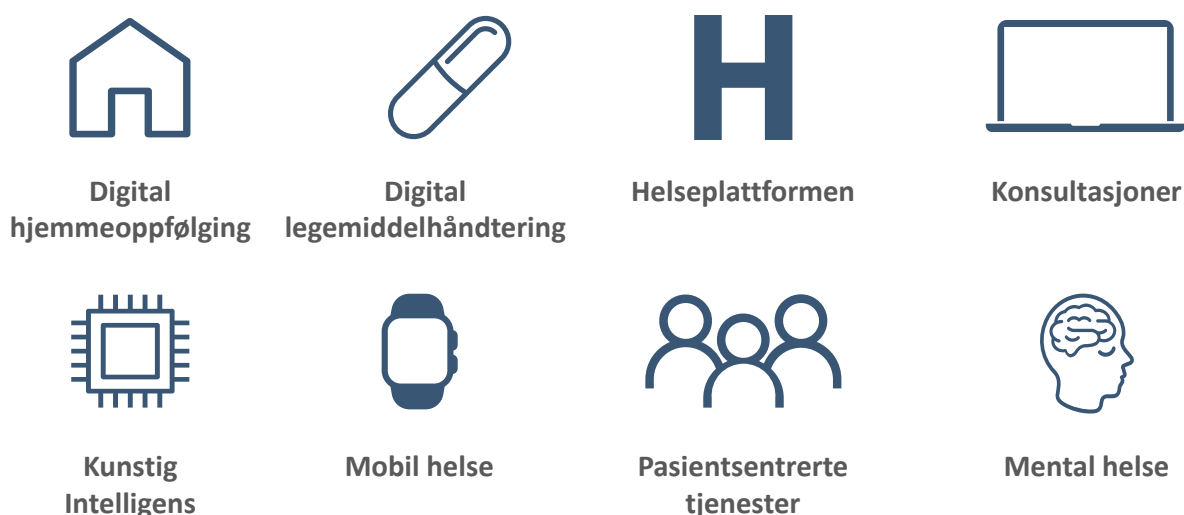 Digital
hjemmeoppfølging
Digital
legemiddelhåndtering
H
Helseplattformen
Konsultasjoner
Kunstig
Intelligens
Mobil helse
Pasientsentrerte
tjenester
Mental helse